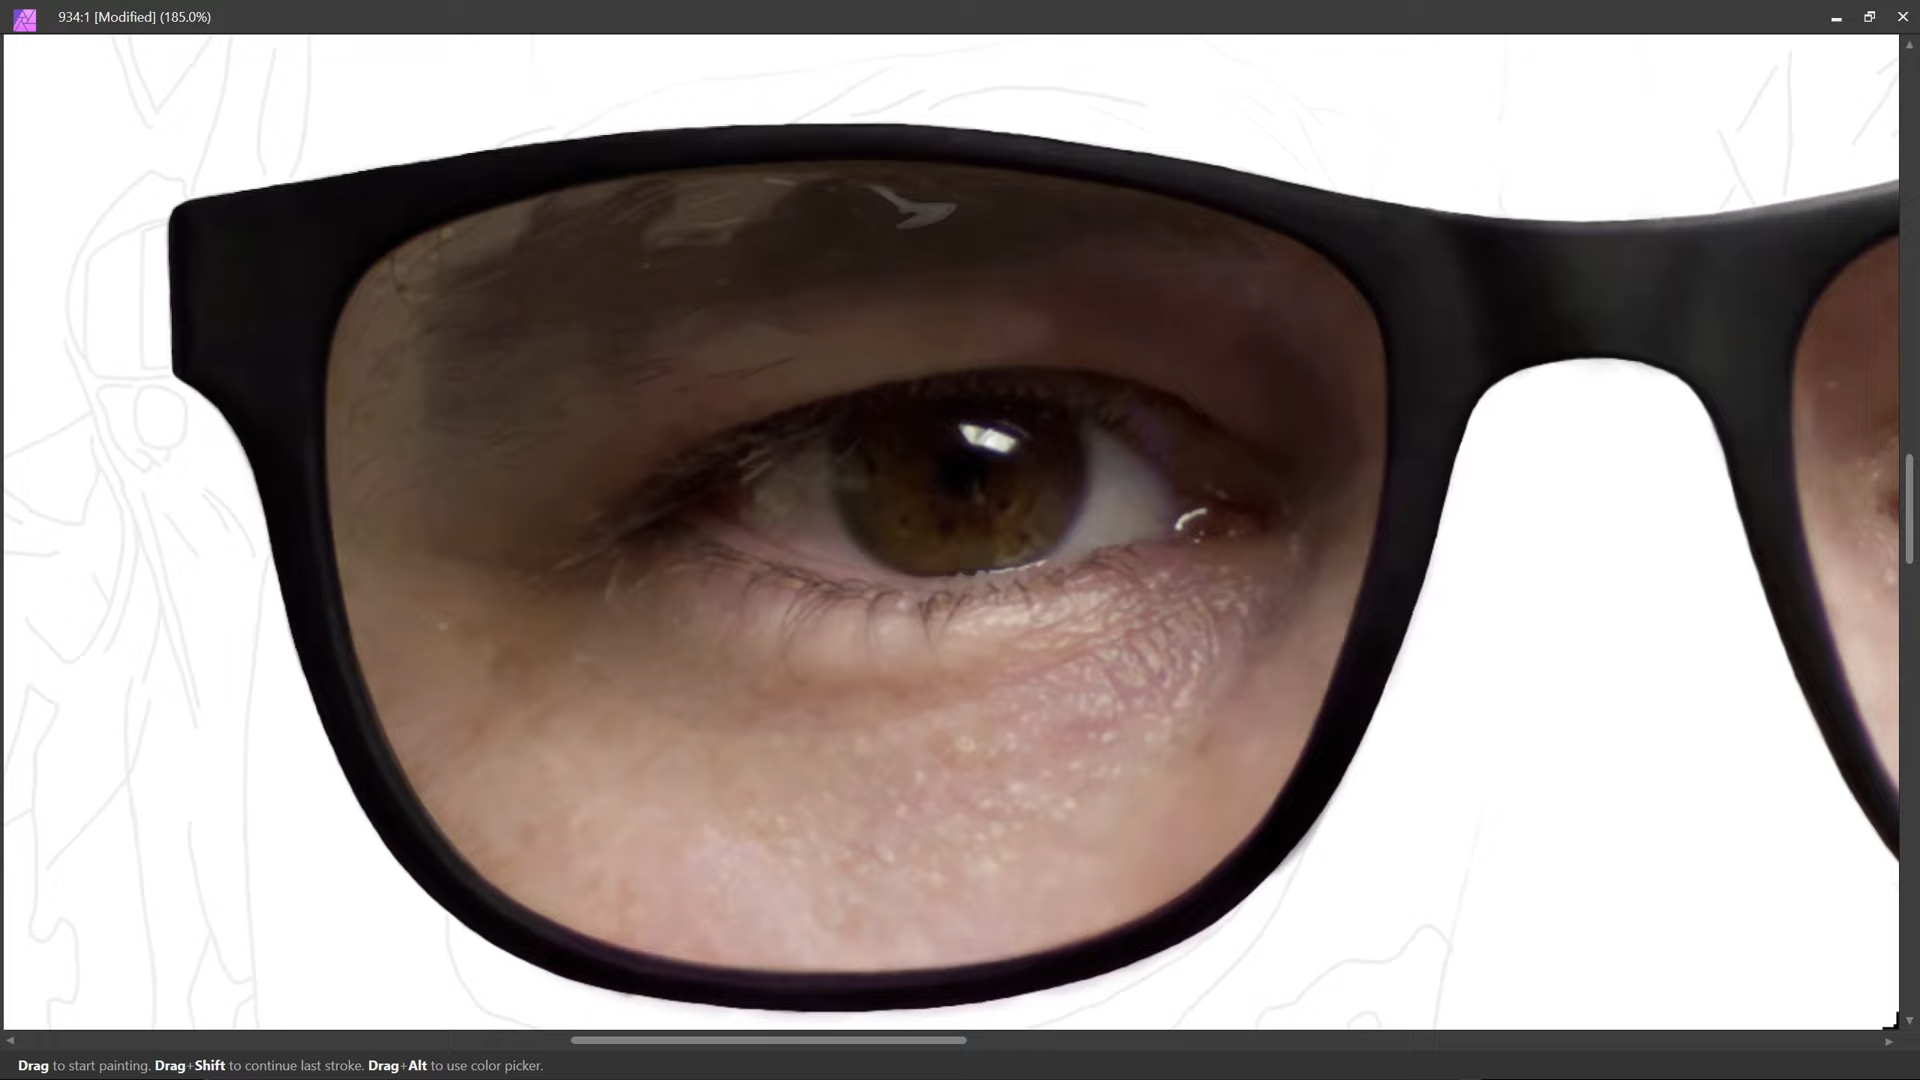 934:1 [Modified] (185.0%)
Drag to start painting. Drag+Shift to continue last stroke. Drag+Alt to use color picker.